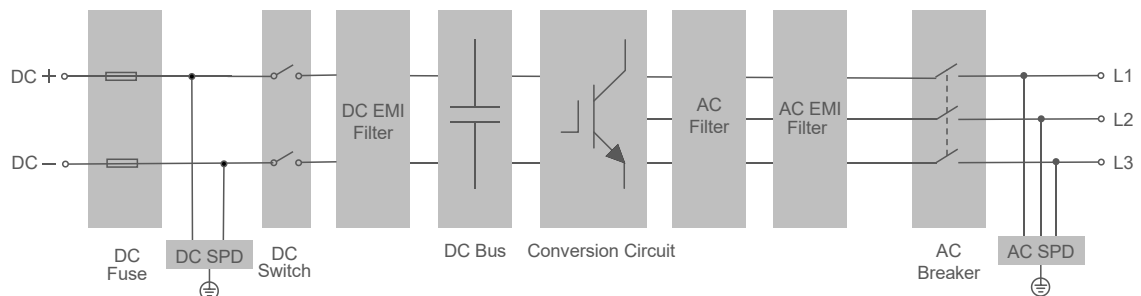 DC +
DC -
DC
Fuse
DC SPD
DC
Switch
DC EMI
Filter
DC Bus
Conversion Circuit
AC
Filter
AC EMI
Filter
AC
Breaker
AC SPD
L1
L2
L3